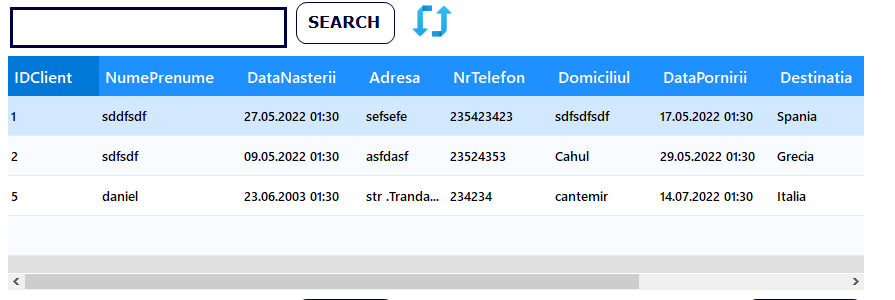 SEARCH
IDClient NumePrenume DataNasterii Adresa NrTelefon Domiciliul DataPornirii Destinatia
1 sddfsdf 27.05.2022 01:30 sefsefe 235423423 sdfsdfsdf 17.05.2022 01:30 Spania
2 sdfsdf 09.05.2022 01:30 asfdasf 23524353 Cahul 29.05.2022 01:30 Grecia
5 daniel 23.06.2003 01:30 str .Tranda... 234234 cantemir 14.07.2022 01:30 Italia